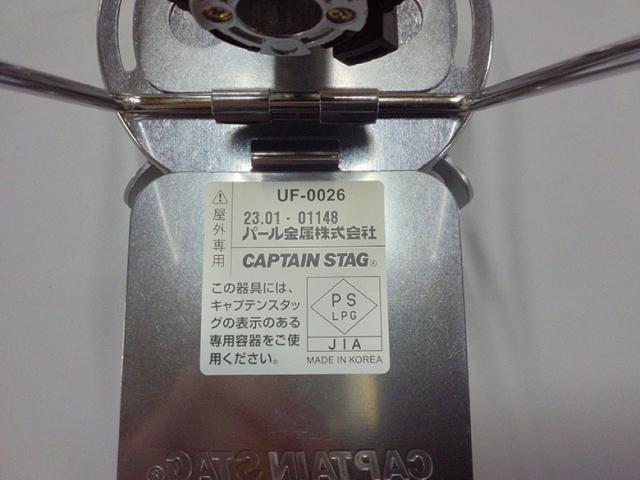 ⚠屋外専用
UF-0026
23.01 - 01148
パール金属株式会社
CAPTAIN STAG®
この器具には、
キャプテンスタッ
グの表示のある
専用容器をご使
用ください。
PS
LPG
JIA
MADE IN KOREA
CAPTAIN STAG®